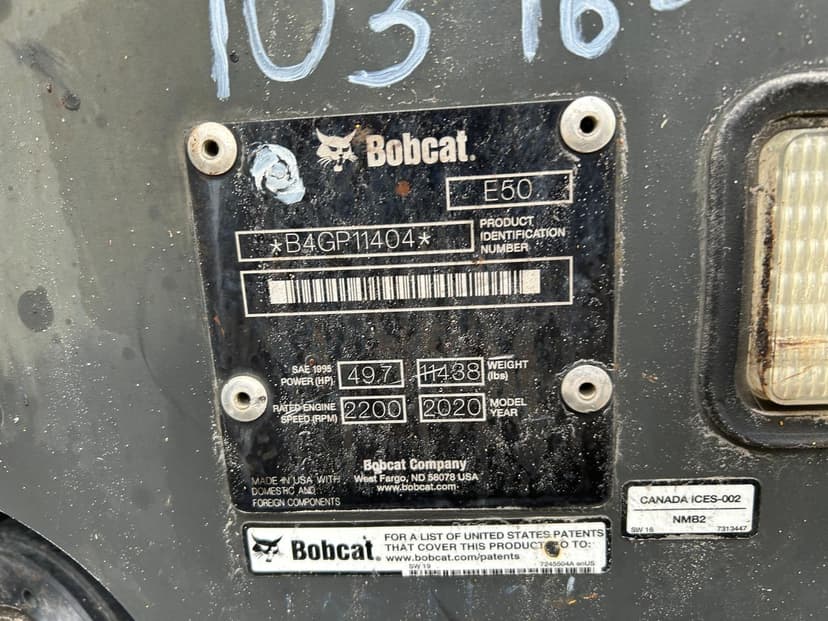 103 16
Bobcat.
E50
*B4GP11404*
PRODUCT
IDENTIFICATION
NUMBER
SAE 1995
POWER (HP)
49.7
11438
WEIGHT
(lbs)
RATED ENGINE
SPEED (RPM)
2200
2020
MODEL
YEAR
Bobcat Company
West Fargo, ND 58078 USA
www.bobcat.com
MADE IN USA WITH
DOMESTIC AND
FOREIGN COMPONENTS
CANADA ICES-002
NMB2
SW 16 7313447
Bobcat.
FOR A LIST OF UNITED STATES PATENTS
THAT COVER THIS PRODUCT GO TO:
www.bobcat.com/patents
SW 19 7245504A enUS